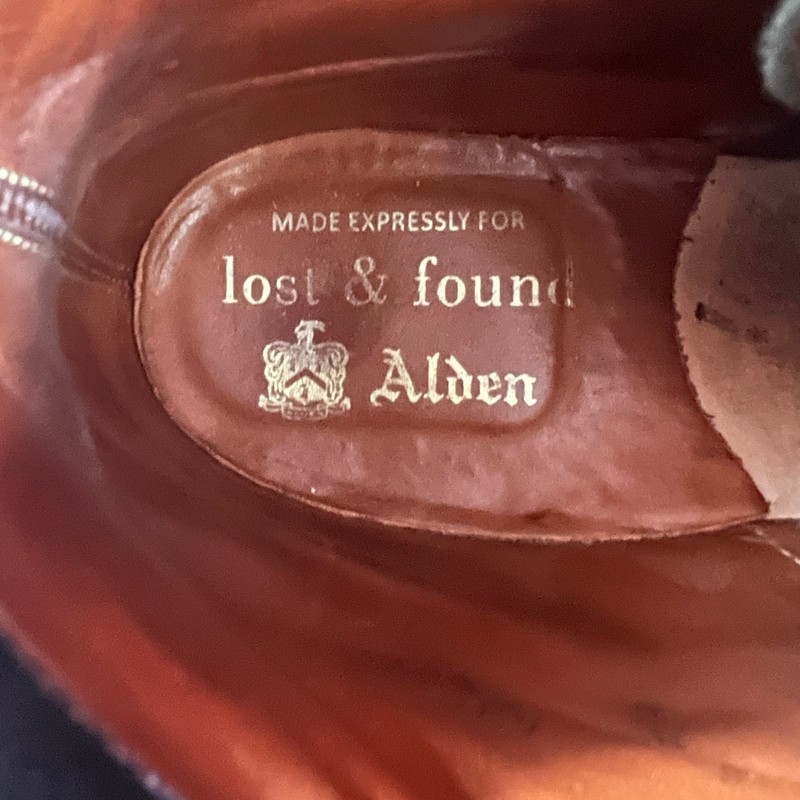 MADE EXPRESSLY FOR
lost & found
Alden